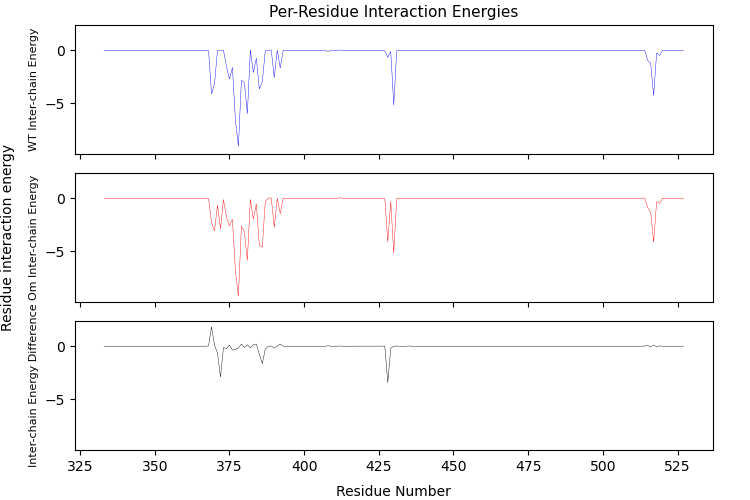 Per-Residue Interaction Energies
Residue interaction energy
WT Inter-chain Energy
0
−5
Om Inter-chain Energy
0
−5
Inter-chain Energy Difference
0
−5
325
350
375
400
425
450
475
500
525
Residue Number